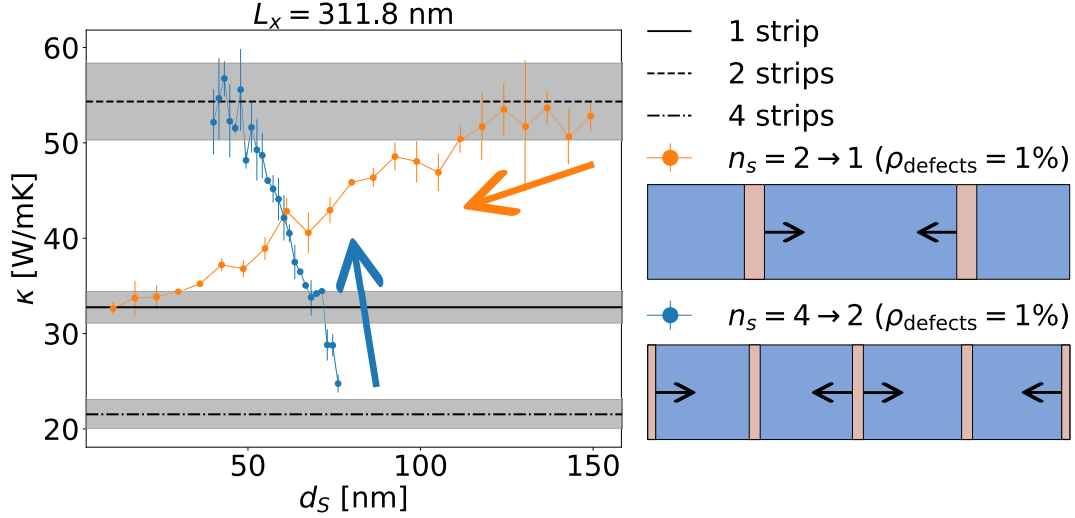 L_x = 311.8 nm
60
50
40
30
20
κ [W/mK]
50
100
150
d_S [nm]
1 strip
2 strips
4 strips
n_s = 2 → 1 (ρ_defects = 1%)
n_s = 4 → 2 (ρ_defects = 1%)